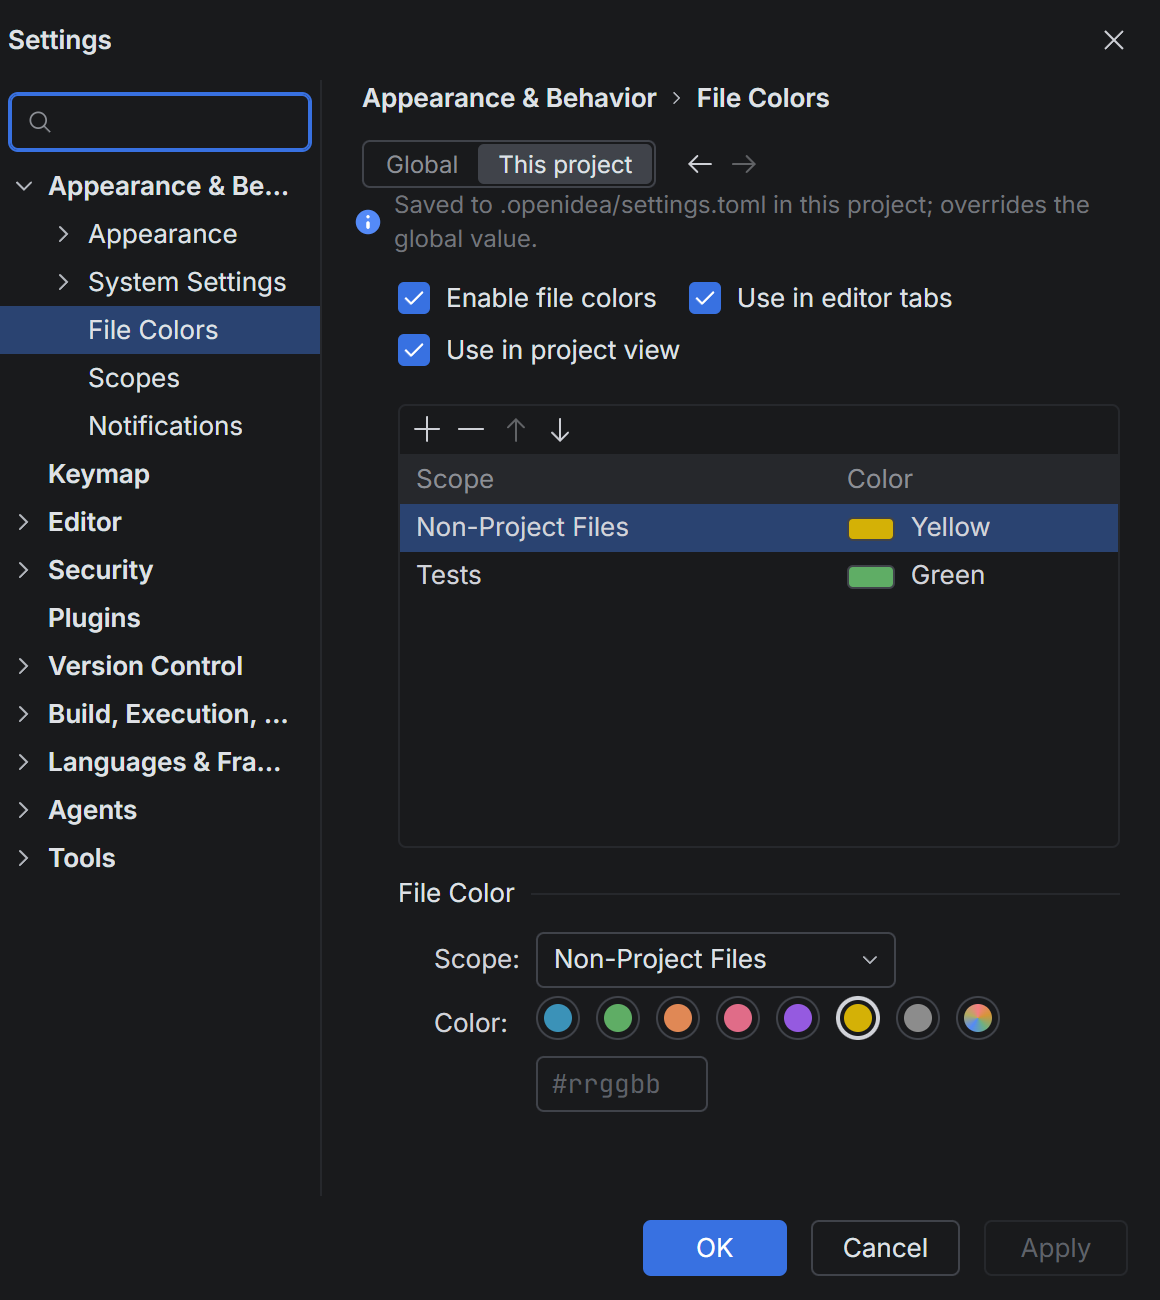 Settings
Appearance & Behavior › File Colors
Global This project
Saved to .openidea/settings.toml in this project; overrides the
global value.
Appearance & Be...
Appearance
System Settings
File Colors
Scopes
Notifications
Keymap
Editor
Security
Plugins
Version Control
Build, Execution, ...
Languages & Fra...
Agents
Tools
Enable file colors Use in editor tabs
Use in project view
Scope Color
Non-Project Files Yellow
Tests Green
File Color
Scope: Non-Project Files
Color:
#rrggbb
OK Cancel Apply